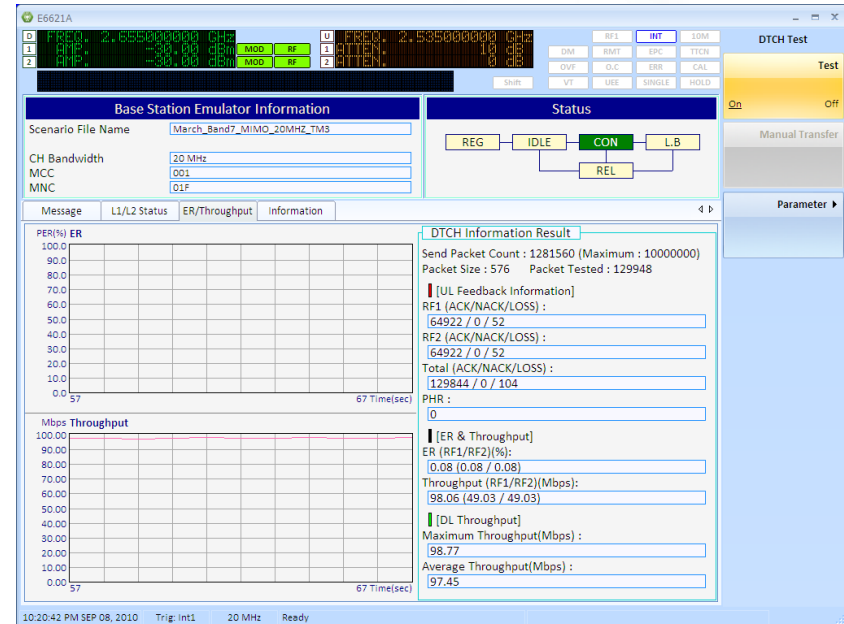 E6621A
D FREQ. 2.655000000 GHz
1 AMP. -30.00 dBm MOD RF
2 AMP. -30.00 dBm MOD RF
U FREQ. 2.535000000 GHz
1 ATTEN. 10 dB
2 ATTEN. 0 dB
RF1 INT 10M
DM RMT EPC TTCN
OVF O.C ERR CAL
Shift VT UEE SINGLE HOLD
DTCH Test
Test
On Off
Manual Transfer
Parameter
Base Station Emulator Information
Scenario File Name March_Band7_MIMO_20MHZ_TM3
CH Bandwidth 20 MHz
MCC 001
MNC 01F
Status
REG IDLE CON L.B
REL
Message L1/L2 Status ER/Throughput Information
PER(%) ER
100.0
90.0
80.0
70.0
60.0
50.0
40.0
30.0
20.0
10.0
0.0
57 67 Time(sec)
Mbps Throughput
100.00
90.00
80.00
70.00
60.00
50.00
40.00
30.00
20.00
10.00
0.00
57 67 Time(sec)
DTCH Information Result
Send Packet Count : 1281560 (Maximum : 10000000)
Packet Size : 576 Packet Tested : 129948
[UL Feedback Information]
RF1 (ACK/NACK/LOSS) :
64922 / 0 / 52
RF2 (ACK/NACK/LOSS) :
64922 / 0 / 52
Total (ACK/NACK/LOSS) :
129844 / 0 / 104
PHR :
0
[ER & Throughput]
ER (RF1/RF2)(%):
0.08 (0.08 / 0.08)
Throughput (RF1/RF2)(Mbps):
98.06 (49.03 / 49.03)
[DL Throughput]
Maximum Throughput(Mbps) :
98.77
Average Throughput(Mbps) :
97.45
10:20:42 PM SEP 08, 2010 Trig: Int1 20 MHz Ready